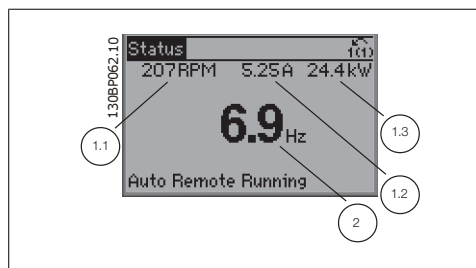 130BP062.10
Status
1(1)
207RPM 5.25A 24.4kW
1.1
1.3
6.9Hz
1.2
Auto Remote Running
2